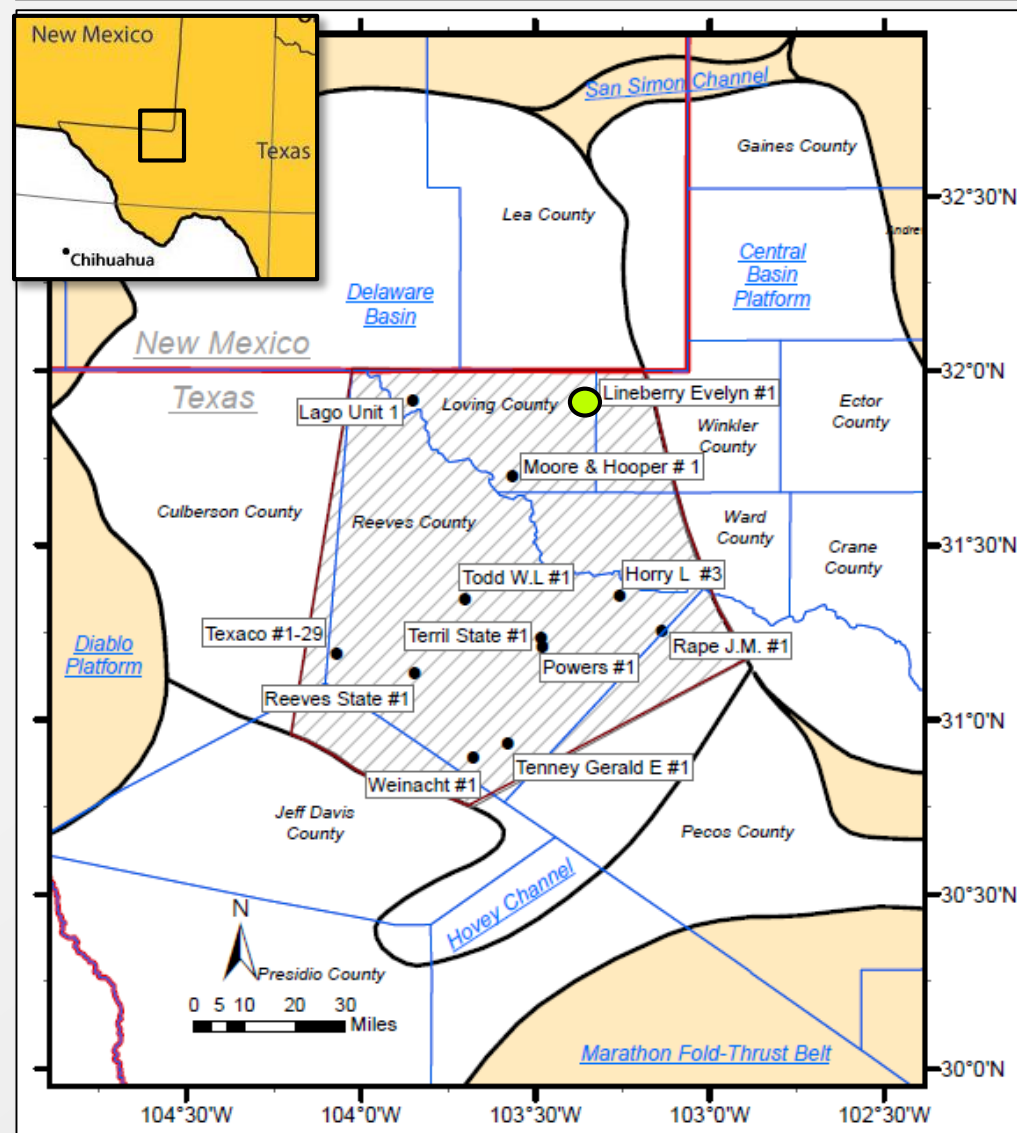 New Mexico
Texas
Chihuahua
San Simon Channel
Gaines County
32°30'N
Lea County
Andre
Central
Basin
Platform
Delaware
Basin
New Mexico
32°0'N
Texas
Lago Unit 1
Loving County
Lineberry Evelyn #1
Ector
County
Winkler
County
Moore & Hooper # 1
Culberson County
Reeves County
Ward
County
Crane
County
31°30'N
Todd W.L #1
Horry L #3
Texaco #1-29
Terril State #1
Rape J.M. #1
Diablo
Platform
Powers #1
Reeves State #1
31°0'N
Tenney Gerald E #1
Weinacht #1
Jeff Davis
County
Pecos County
30°30'N
Hovey Channel
N
Presidio County
0 5 10 20 30
Miles
Marathon Fold-Thrust Belt
30°0'N
104°30'W 104°0'W 103°30'W 103°0'W 102°30'W